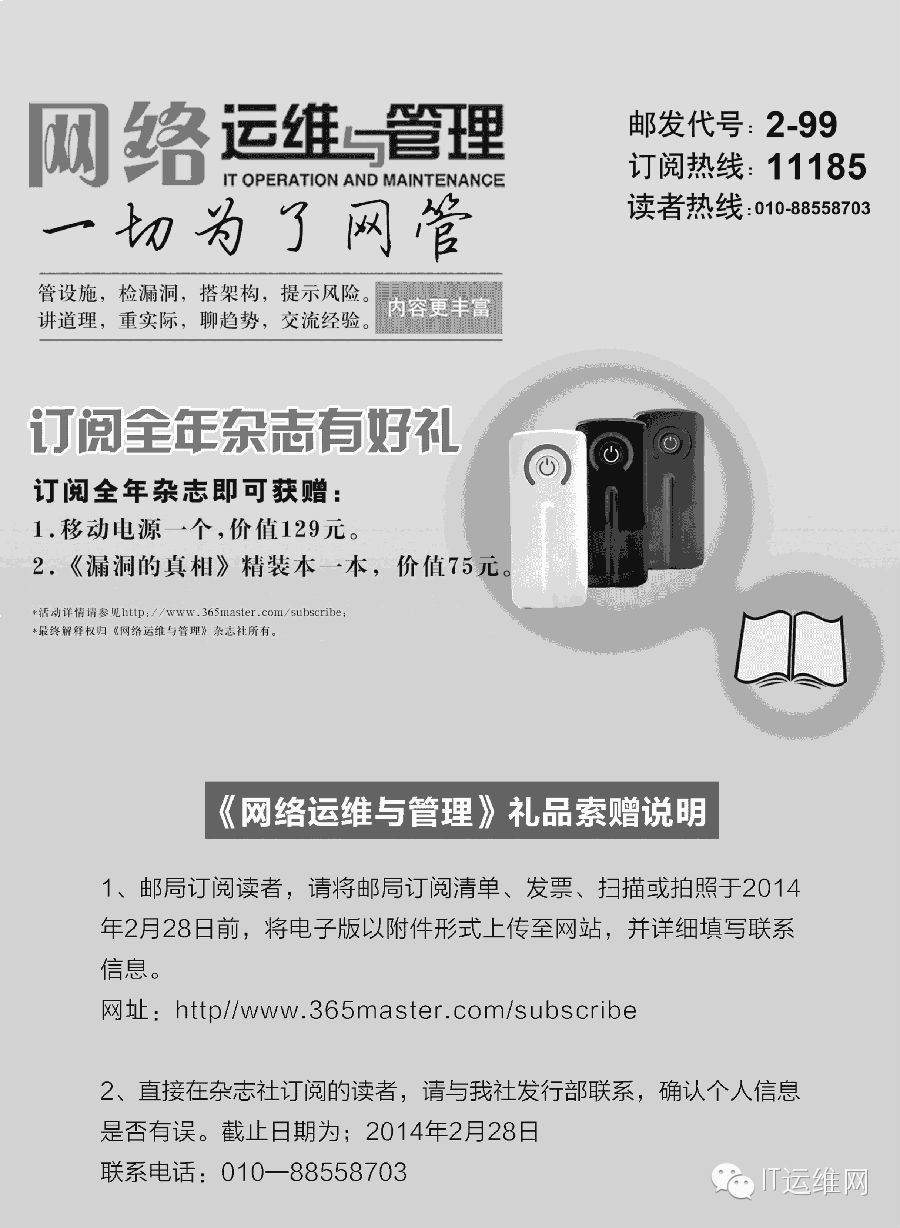 网络运维与管理
IT OPERATION AND MAINTENANCE
一切为了网管
管设施，检漏洞，搭架构，提示风险。
讲道理，重实际，聊趋势，交流经验。
内容更丰富
邮发代号：2-99
订阅热线：11185
读者热线：010-88558703
订阅全年杂志有好礼
订阅全年杂志即可获赠：
1.移动电源一个，价值129元。
2.《漏洞的真相》精装本一本，价值75元。
*活动详情请参见http://www.365master.com/subscribe;
*最终解释权归《网络运维与管理》杂志社所有。
《网络运维与管理》礼品索赠说明
1、邮局订阅读者，请将邮局订阅清单、发票、扫描或拍照于2014
年2月28日前，将电子版以附件形式上传至网站，并详细填写联系
信息。
网址：http//www.365master.com/subscribe
2、直接在杂志社订阅的读者，请与我社发行部联系，确认个人信息
是否有误。截止日期为；2014年2月28日
联系电话：010—88558703
IT运维网